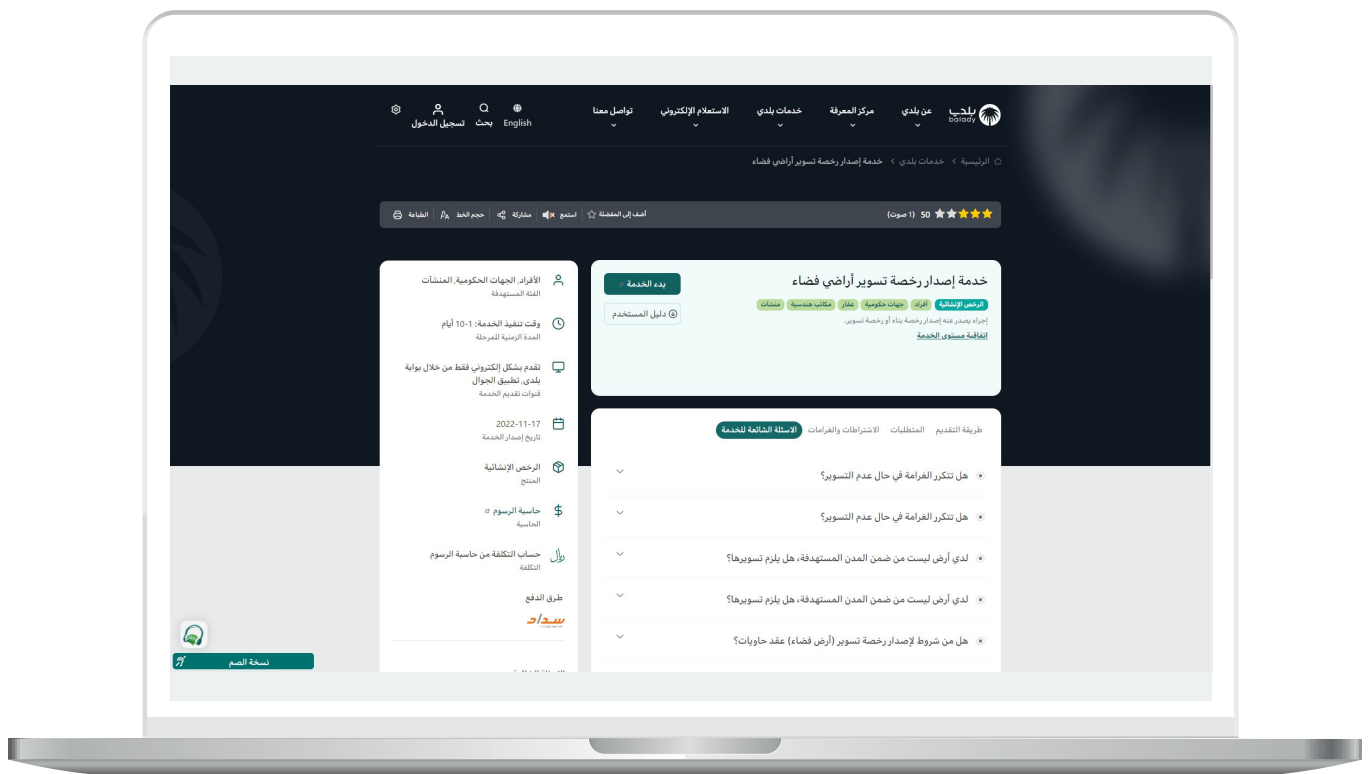 بلدي
balady
عن بلدي
مركز المعرفة
خدمات بلدي
الاستعلام الإلكتروني
تواصل معنا
English
بحث
تسجيل الدخول
الرئيسية > خدمات بلدي > خدمة إصدار رخصة تسوير أراضي فضاء
50 (1 صوت)
أضف إلى المفضلة
استمع
مشاركة
حجم الخط
الطباعة
خدمة إصدار رخصة تسوير أراضي فضاء
الرخص الإنشائية أفراد جهات حكومية عقار مكاتب هندسية منشآت
إجراء يصدر عنه إصدار رخصة بناء أو رخصة تسوير.
اتفاقية مستوى الخدمة
بدء الخدمة
دليل المستخدم
طريقة التقديم المتطلبات الاشتراطات والغرامات الاسئلة الشائعة للخدمة
هل تتكرر الغرامة في حال عدم التسوير؟
هل تتكرر الغرامة في حال عدم التسوير؟
لدي أرض ليست من ضمن المدن المستهدفة، هل يلزم تسويرها؟
لدي أرض ليست من ضمن المدن المستهدفة، هل يلزم تسويرها؟
هل من شروط لإصدار رخصة تسوير (أرض فضاء) عقد حاويات؟
الأفراد, الجهات الحكومية, المنشآت
الفئة المستهدفة
وقت تنفيذ الخدمة: 1-10 أيام
المدة الزمنية للمرحلة
تقدم بشكل إلكتروني فقط من خلال بوابة
بلدي, تطبيق الجوال
قنوات تقديم الخدمة
2022-11-17
تاريخ إصدار الخدمة
الرخص الإنشائية
المنتج
حاسبة الرسوم
الحاسبة
حساب التكلفة من حاسبة الرسوم
التكلفة
طرق الدفع
سداد
نسخة الصم